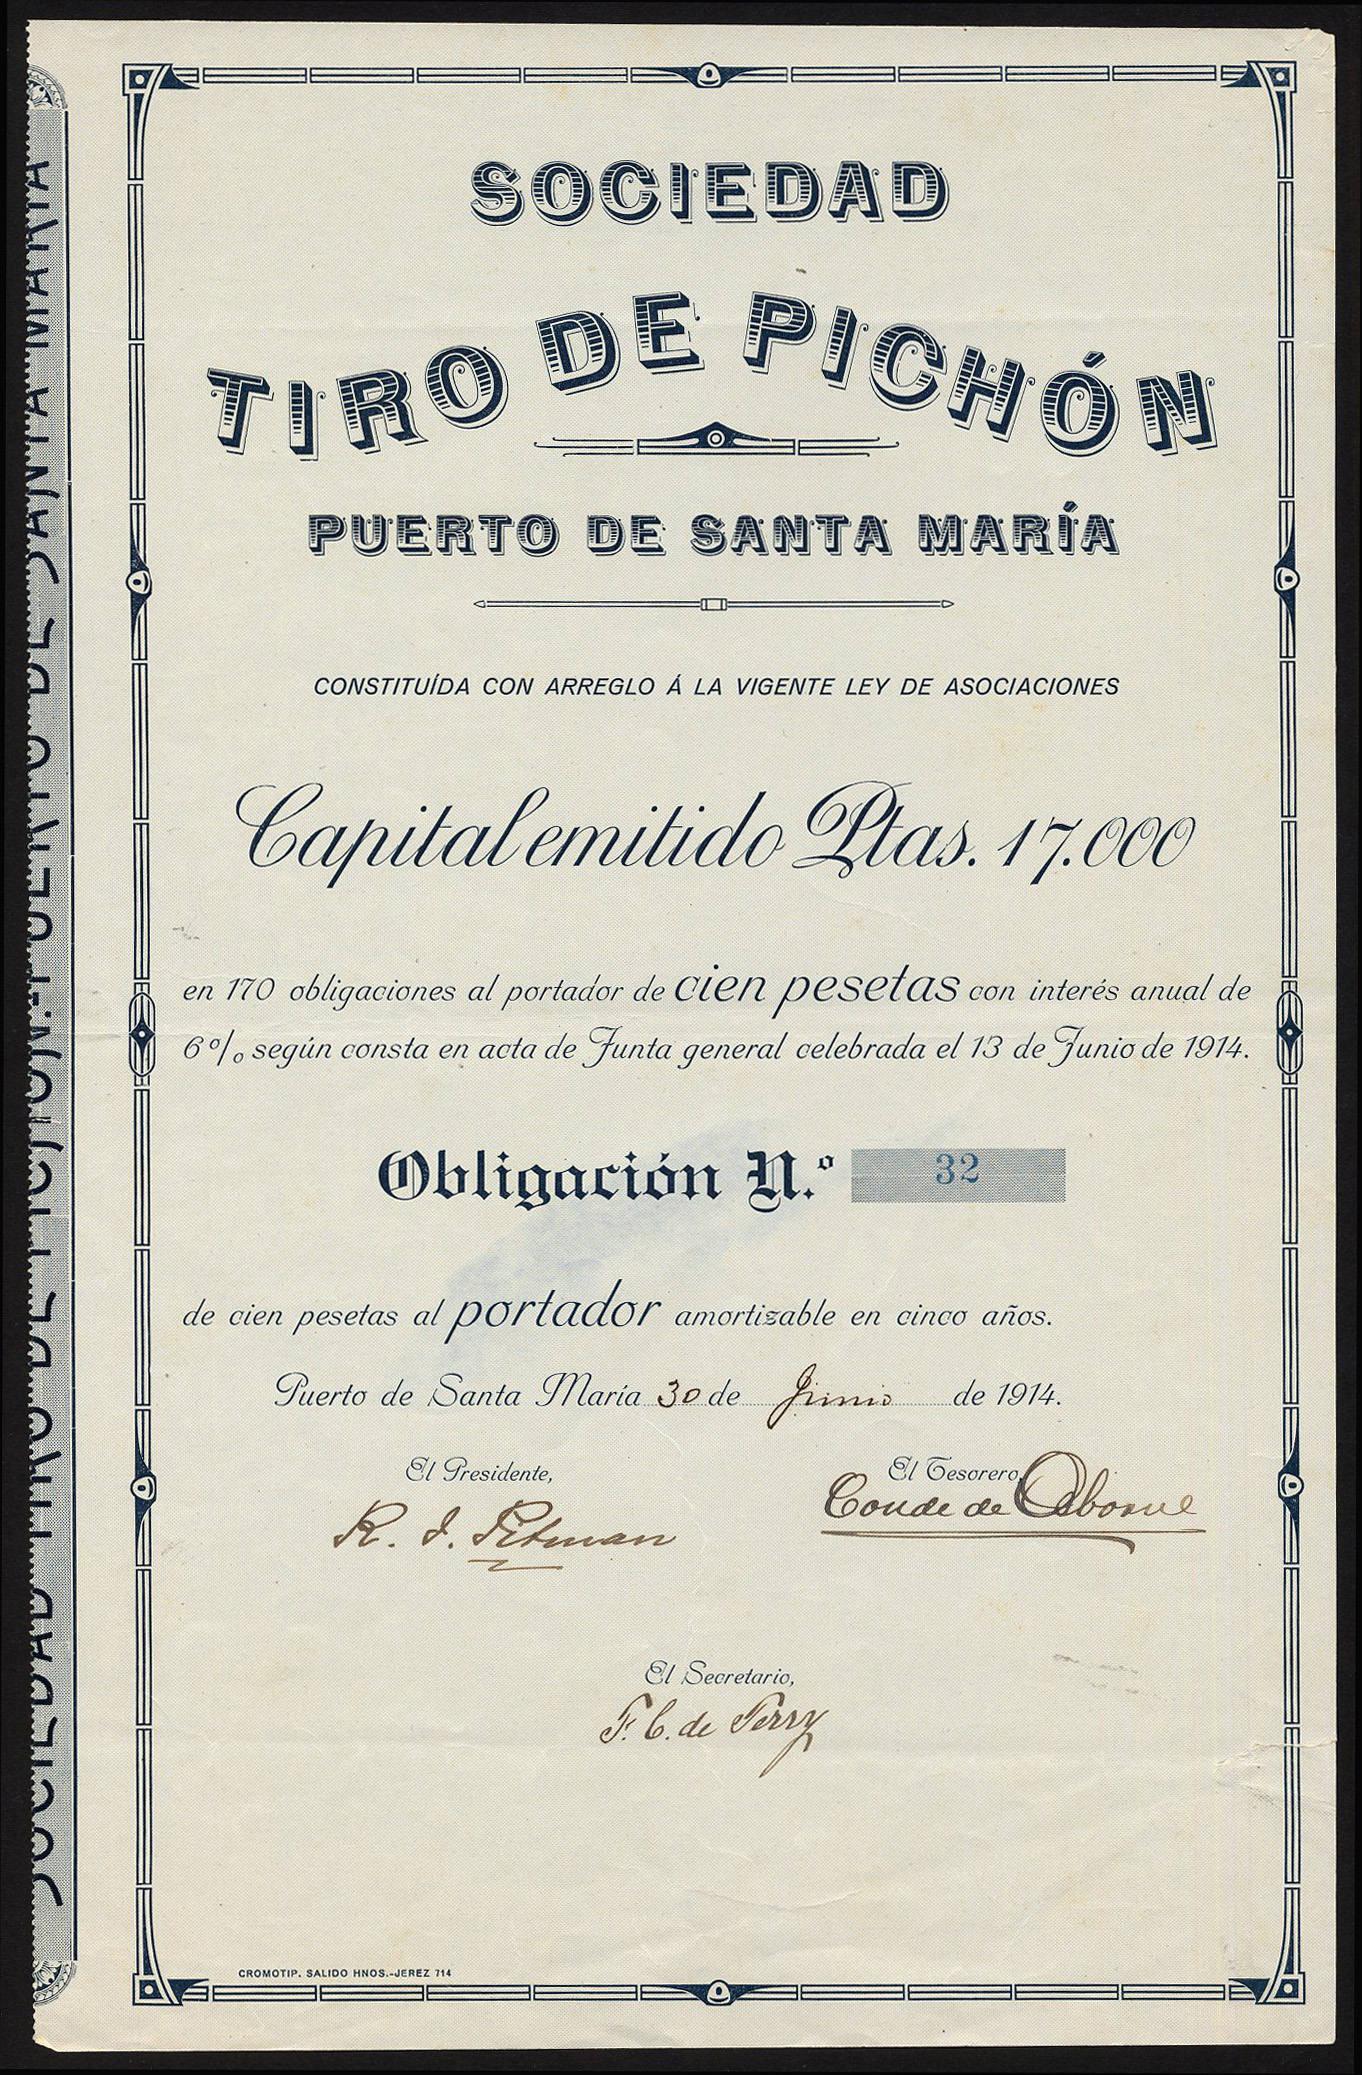 SOCIEDAD
TIRO DE PICHÓN
PUERTO DE SANTA MARÍA
CONSTITUÍDA CON ARREGLO Á LA VIGENTE LEY DE ASOCIACIONES
Capital emitido Ptas. 17.000
en 170 obligaciones al portador de cien pesetas con interés anual de
6 % según consta en acta de Junta general celebrada el 13 de Junio de 1914.
Obligación N.º 32
de cien pesetas al portador amortizable en cinco años.
Puerto de Santa María 30 de Junio de 1914.
El Presidente, El Tesorero,
R. J. Pitman Conde de Osborne
El Secretario,
F. C. de Terry
CROMOTIP. SALIDO HNOS.-JEREZ 714
SOCIEDAD TIRO DE PICHÓN.-PUERTO DE SANTA MARIA